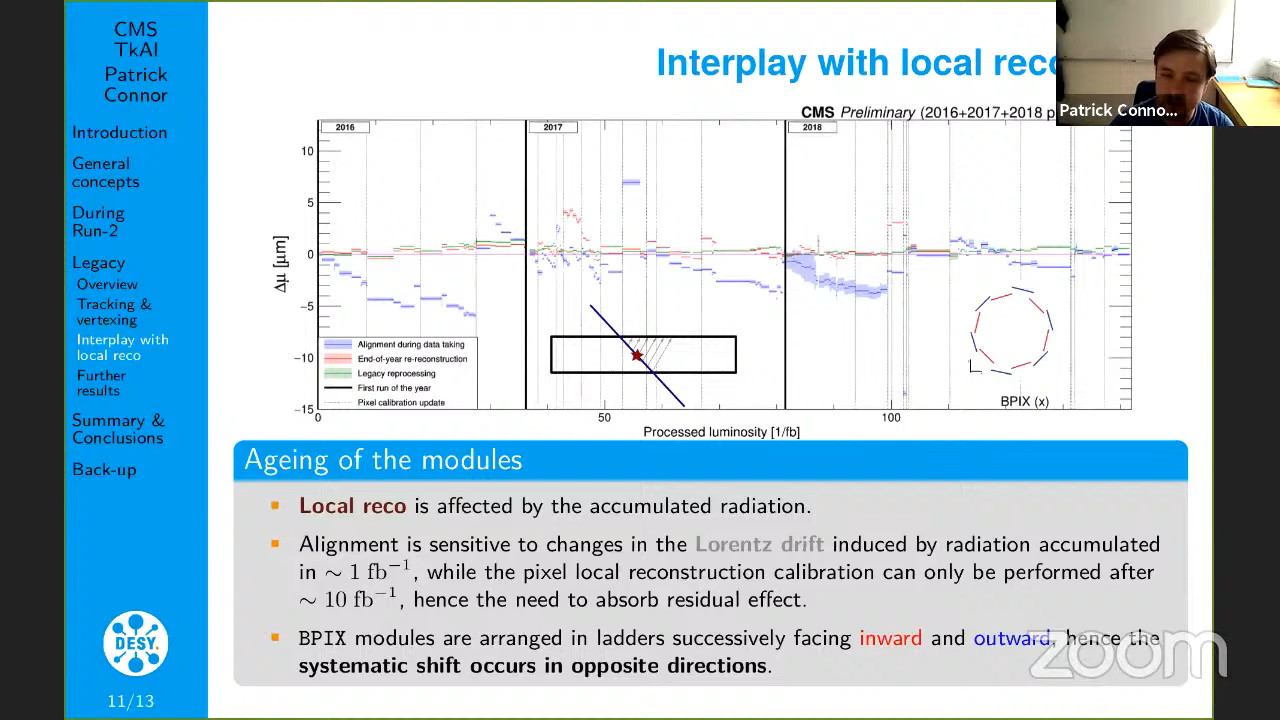 CMS
TkAl
Patrick
Connor
Introduction
General
concepts
During
Run-2
Legacy
Overview
Tracking &
vertexing
Interplay with
local reco
Further
results
Summary &
Conclusions
Back-up
DESY.
11/13
Interplay with local reco
Patrick Conno...
CMS Preliminary (2016+2017+2018 p
2016
2017
2018
10
5
0
−5
−10
−15
Δμ [μm]
Alignment during data taking
End-of-year re-reconstruction
Legacy reprocessing
First run of the year
Pixel calibration update
BPIX (x)
0
50
100
Processed luminosity [1/fb]
Ageing of the modules
Local reco is affected by the accumulated radiation.
Alignment is sensitive to changes in the Lorentz drift induced by radiation accumulated
in ∼ 1 fb⁻¹, while the pixel local reconstruction calibration can only be performed after
∼ 10 fb⁻¹, hence the need to absorb residual effect.
BPIX modules are arranged in ladders successively facing inward and outward, hence the
systematic shift occurs in opposite directions.
zoom